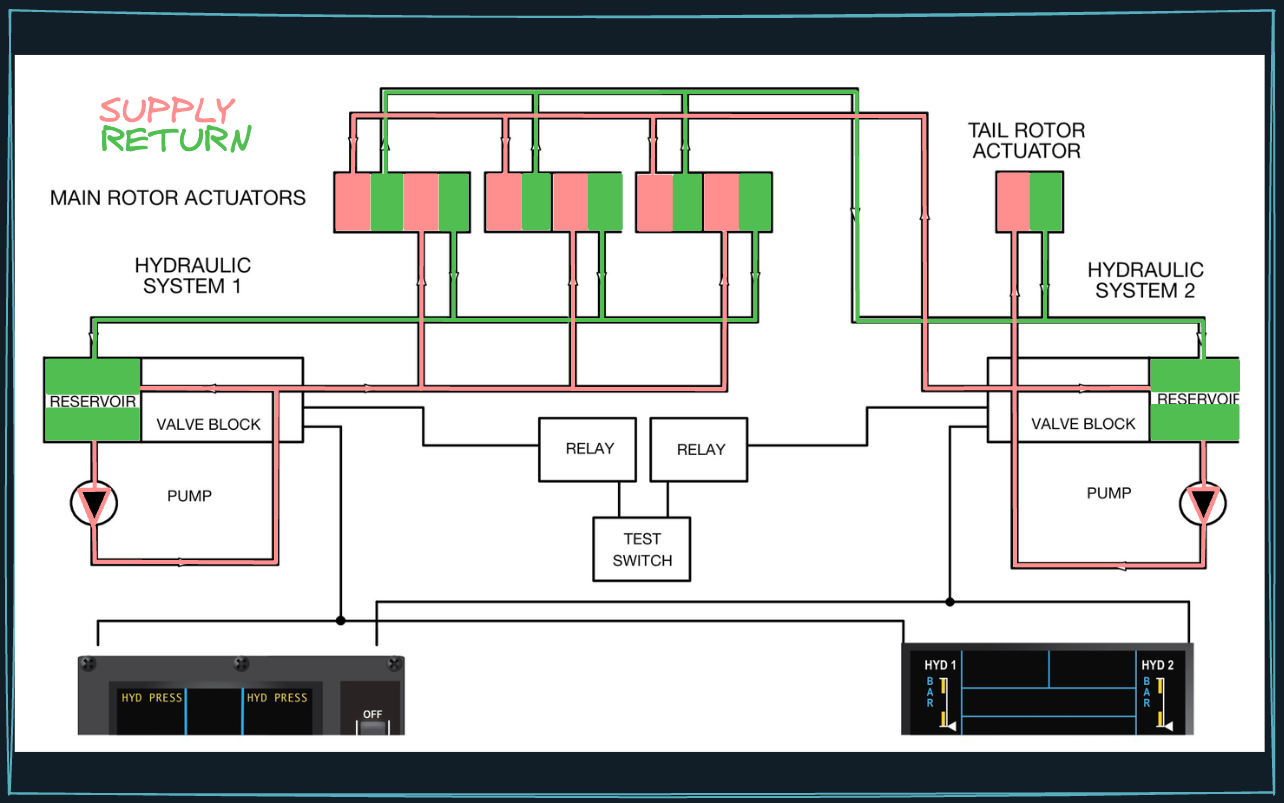 SUPPLY
RETURN
MAIN ROTOR ACTUATORS
TAIL ROTOR
ACTUATOR
HYDRAULIC
SYSTEM 1
HYDRAULIC
SYSTEM 2
RESERVOIR
VALVE BLOCK
PUMP
RELAY
RELAY
TEST
SWITCH
VALVE BLOCK
RESERVOIR
PUMP
HYD PRESS
HYD PRESS
OFF
HYD 1
BAR
HYD 2
BAR